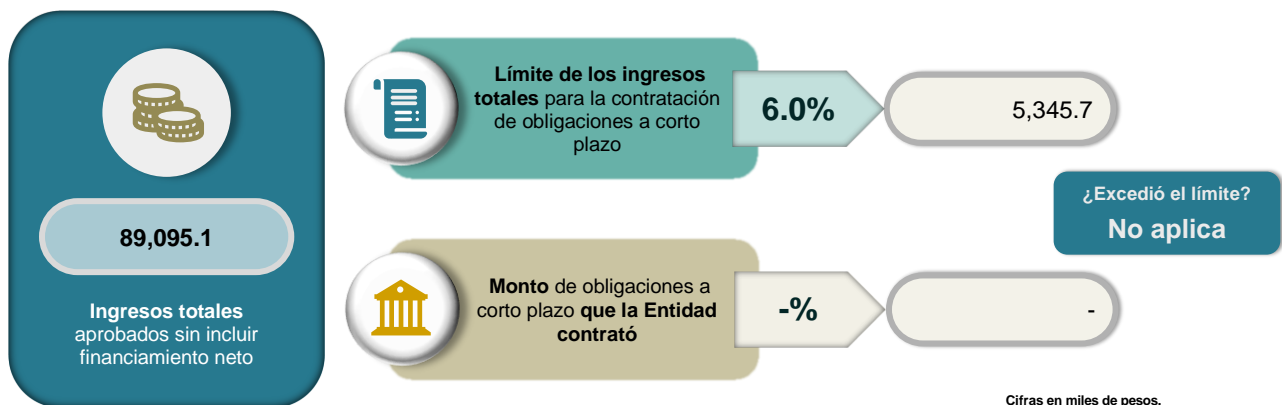 89,095.1
Ingresos totales
aprobados sin incluir
financiamiento neto
Límite de los ingresos
totales para la contratación
de obligaciones a corto
plazo
6.0%
5,345.7
¿Excedió el límite?
No aplica
Monto de obligaciones a
corto plazo que la Entidad
contrató
-%
-
Cifras en miles de pesos.